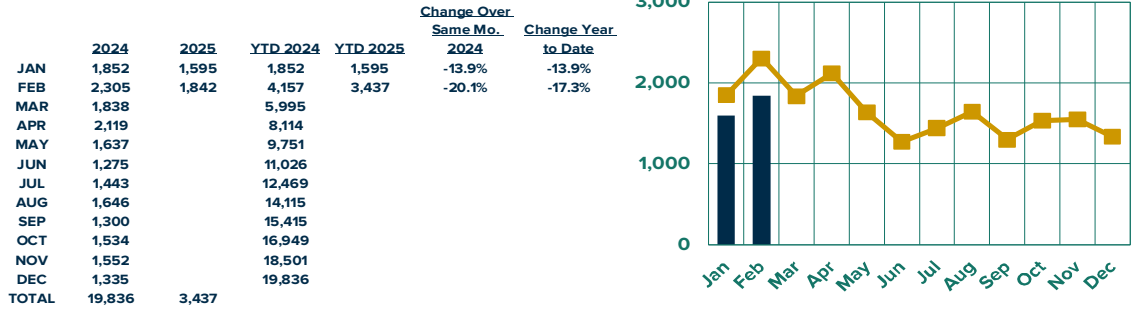 Change Over
Same Mo. Change Year
2024 2025 YTD 2024 YTD 2025 2024 to Date
JAN 1,852 1,595 1,852 1,595 -13.9% -13.9%
FEB 2,305 1,842 4,157 3,437 -20.1% -17.3%
MAR 1,838 5,995
APR 2,119 8,114
MAY 1,637 9,751
JUN 1,275 11,026
JUL 1,443 12,469
AUG 1,646 14,115
SEP 1,300 15,415
OCT 1,534 16,949
NOV 1,552 18,501
DEC 1,335 19,836
TOTAL 19,836 3,437
3,000
2,000
1,000
0
Jan Feb Mar Apr May Jun Jul Aug Sep Oct Nov Dec